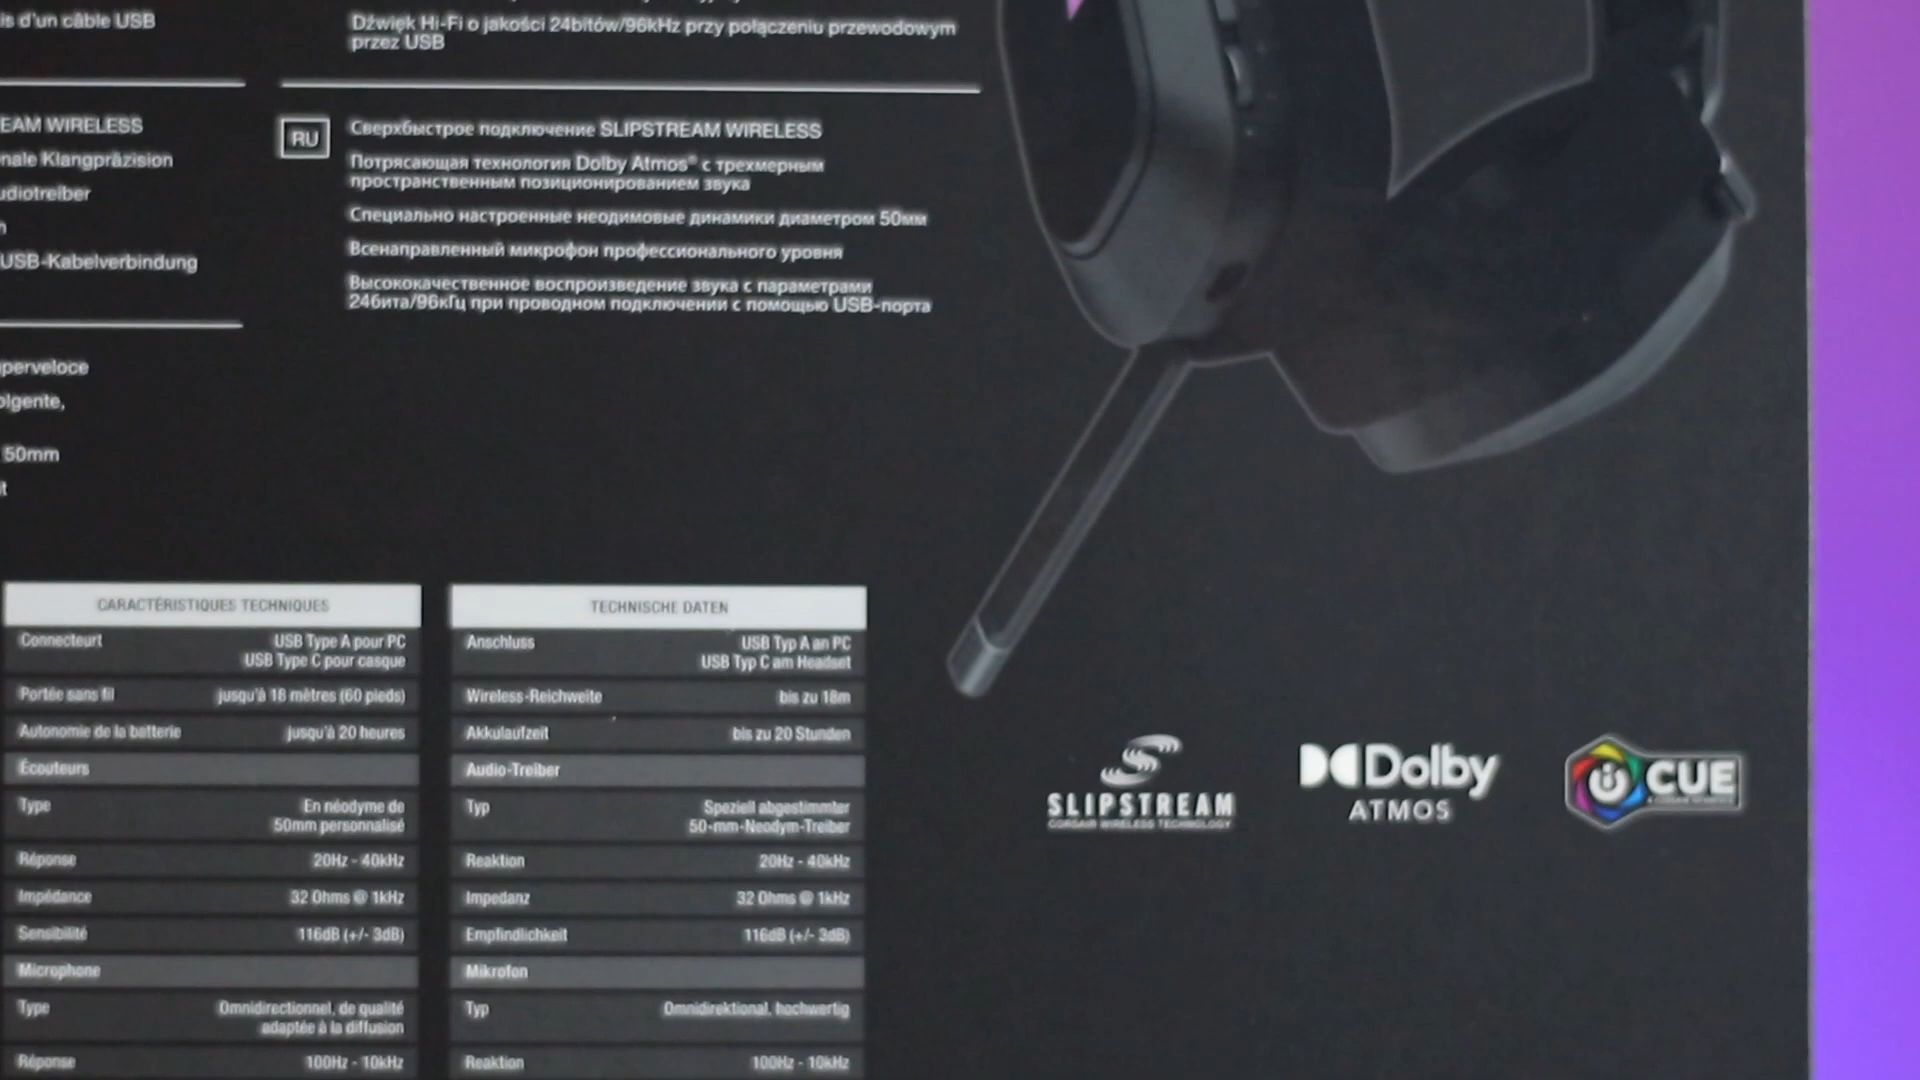 is d'un câble USB
EAM WIRELESS
nale Klangpräzision
udiotreiber
USB-Kabelverbindung
perveloce
olgente,
50mm
Dźwięk Hi-Fi o jakości 24bitów/96kHz przy połączeniu przewodowym
przez USB
RU
Сверхбыстрое подключение SLIPSTREAM WIRELESS
Потрясающая технология Dolby Atmos® с трехмерным
пространственным позиционированием звука
Специально настроенные неодимовые динамики диаметром 50мм
Всенаправленный микрофон профессионального уровня
Высококачественное воспроизведение звука с параметрами
24бита/96кГц при проводном подключении с помощью USB-порта
CARACTÉRISTIQUES TECHNIQUES
Connecteurt USB Type A pour PC
USB Type C pour casque
Portée sans fil jusqu'à 18 mètres (60 pieds)
Autonomie de la batterie jusqu'à 20 heures
Écouteurs
Type En néodyme de
50mm personnalisé
Réponse 20Hz - 40kHz
Impédance 32 Ohms @ 1kHz
Sensibilité 116dB (+/- 3dB)
Microphone
Type Omnidirectionnel, de qualité
adaptée à la diffusion
Réponse 100Hz - 10kHz
TECHNISCHE DATEN
Anschluss USB Typ A an PC
USB Typ C am Headset
Wireless-Reichweite bis zu 18m
Akkulaufzeit bis zu 20 Stunden
Audio-Treiber
Typ Speziell abgestimmter
50-mm-Neodym-Treiber
Reaktion 20Hz - 40kHz
Impedanz 32 Ohms @ 1kHz
Empfindlichkeit 116dB (+/- 3dB)
Mikrofon
Typ Omnidirektional, hochwertig
Reaktion 100Hz - 10kHz
SLIPSTREAM
CORSAIR WIRELESS TECHNOLOGY
Dolby
ATMOS
iCUE